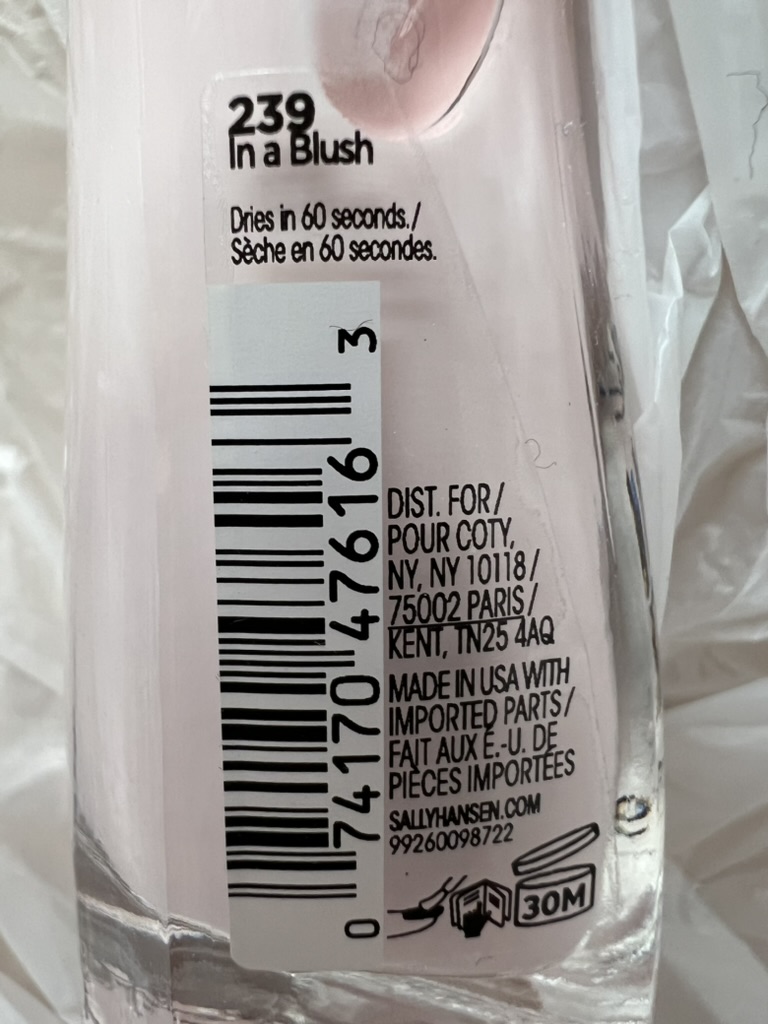 239
In a Blush
Dries in 60 seconds./
Sèche en 60 secondes.
0 74170 47616 3
DIST. FOR/
POUR COTY,
NY, NY 10118/
75002 PARIS/
KENT, TN25 4AQ
MADE IN USA WITH
IMPORTED PARTS/
FAIT AUX É.-U. DE
PIÈCES IMPORTÉES
SALLYHANSEN.COM
99260098722
30M